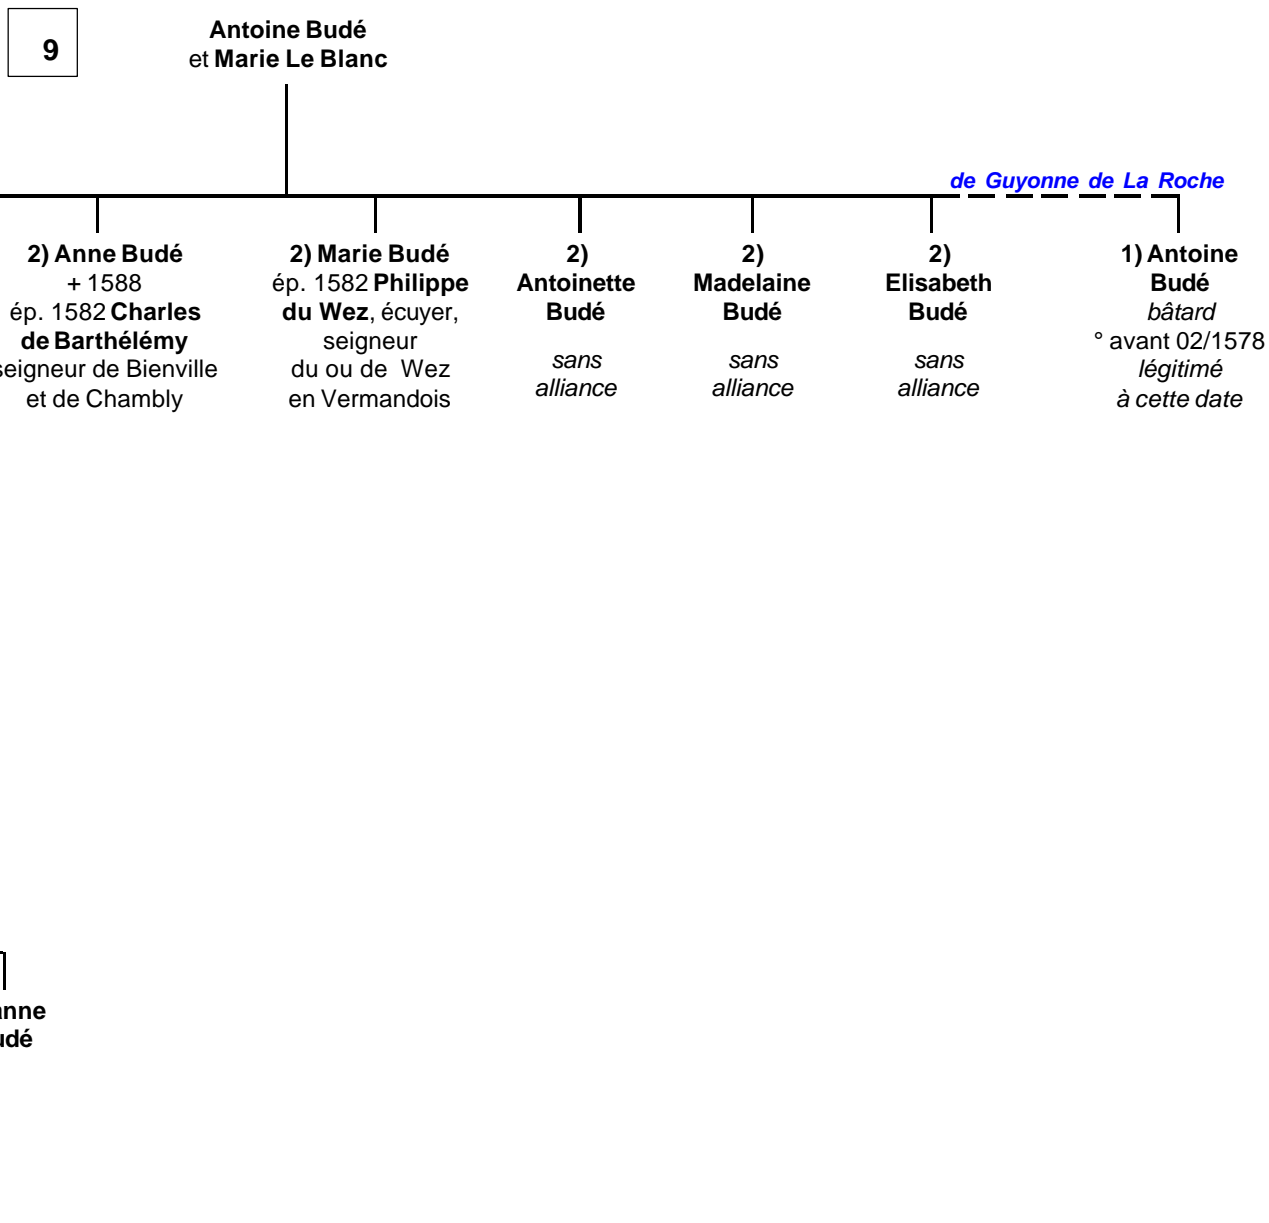 9
Antoine Budé
et Marie Le Blanc
de Guyonne de La Roche
2) Anne Budé
+ 1588
ép. 1582 Charles
de Barthélémy
seigneur de Bienville
et de Chambly
2) Marie Budé
ép. 1582 Philippe
du Wez, écuyer,
seigneur
du ou de Wez
en Vermandois
2)
Antoinette
Budé
sans
alliance
2)
Madelaine
Budé
sans
alliance
2)
Elisabeth
Budé
sans
alliance
1) Antoine
Budé
bâtard
° avant 02/1578
légitimé
à cette date